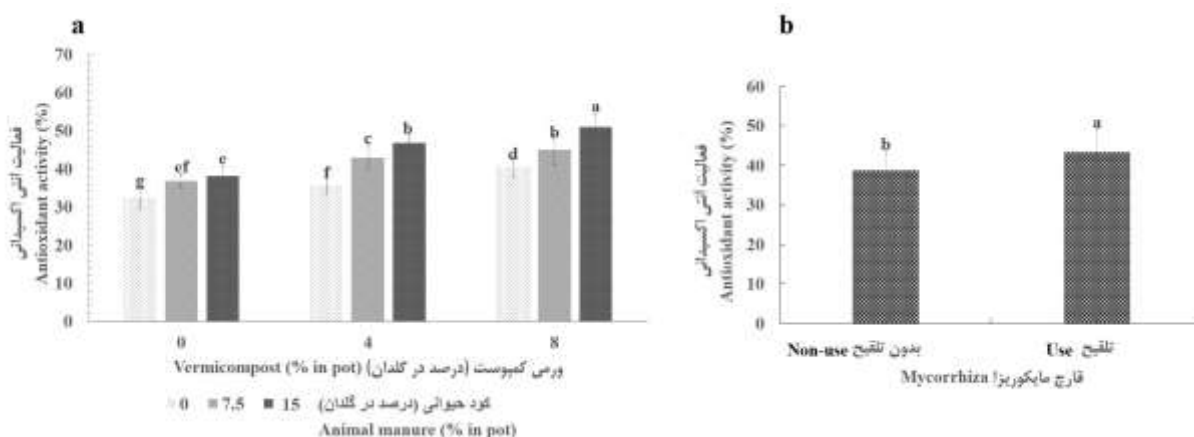 a
70
60
50
40
30
20
10
0
فعالیت آنتی اکسیدانی
Antioxidant activity (%)
g
ef
e
f
c
b
d
b
a
0 4 8
Vermicompost (% in pot) ورمی کمپوست (درصد در گلدان)
0 7.5 15 کود حیوانی (درصد در گلدان)
Animal manure (% in pot)
b
60
50
40
30
20
10
0
فعالیت آنتی اکسیدانی
Antioxidant activity (%)
b
a
Non-use بدون تلقیح
Use تلقیح
Mycorrhiza قارچ مایکوریزا